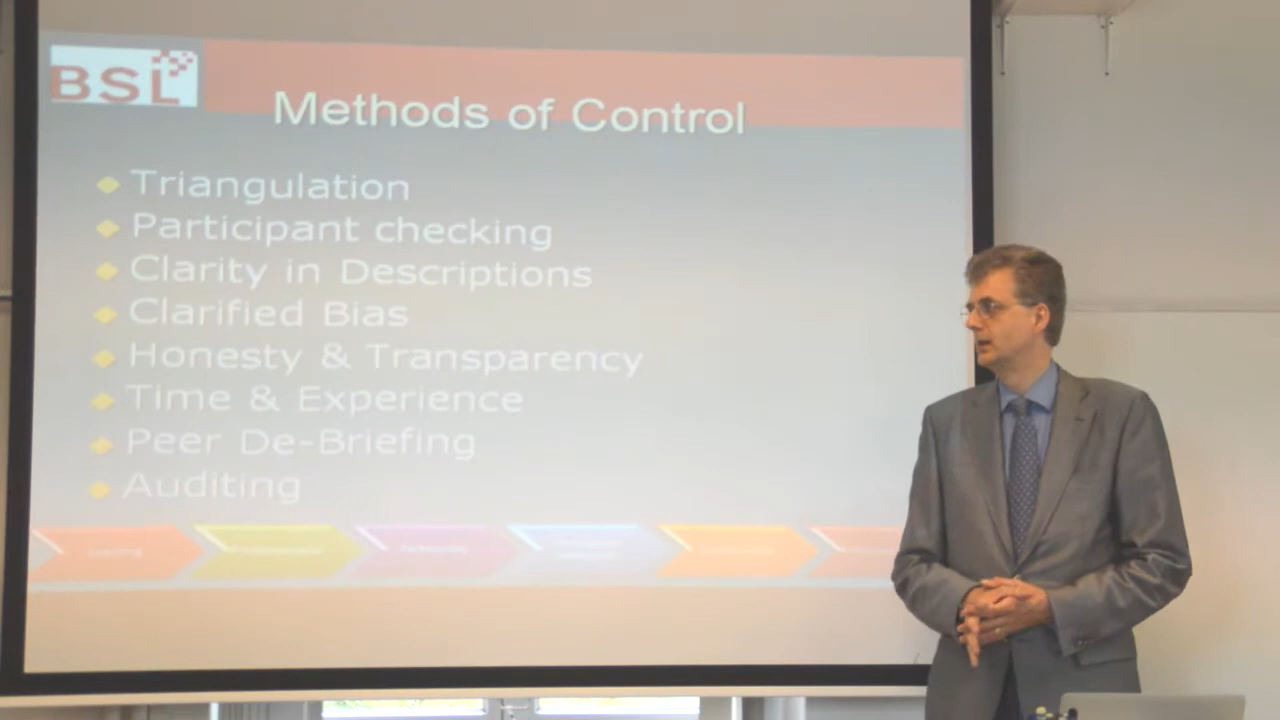 BSL
Methods of Control
Triangulation
Participant checking
Clarity in Descriptions
Clarified Bias
Honesty & Transparency
Time & Experience
Peer De-Briefing
Auditing